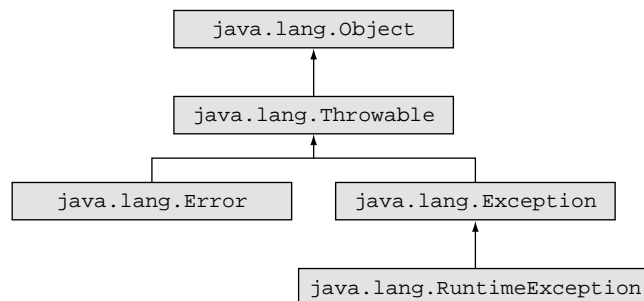 java.lang.Object
java.lang.Throwable
java.lang.Error
java.lang.Exception
java.lang.RuntimeException